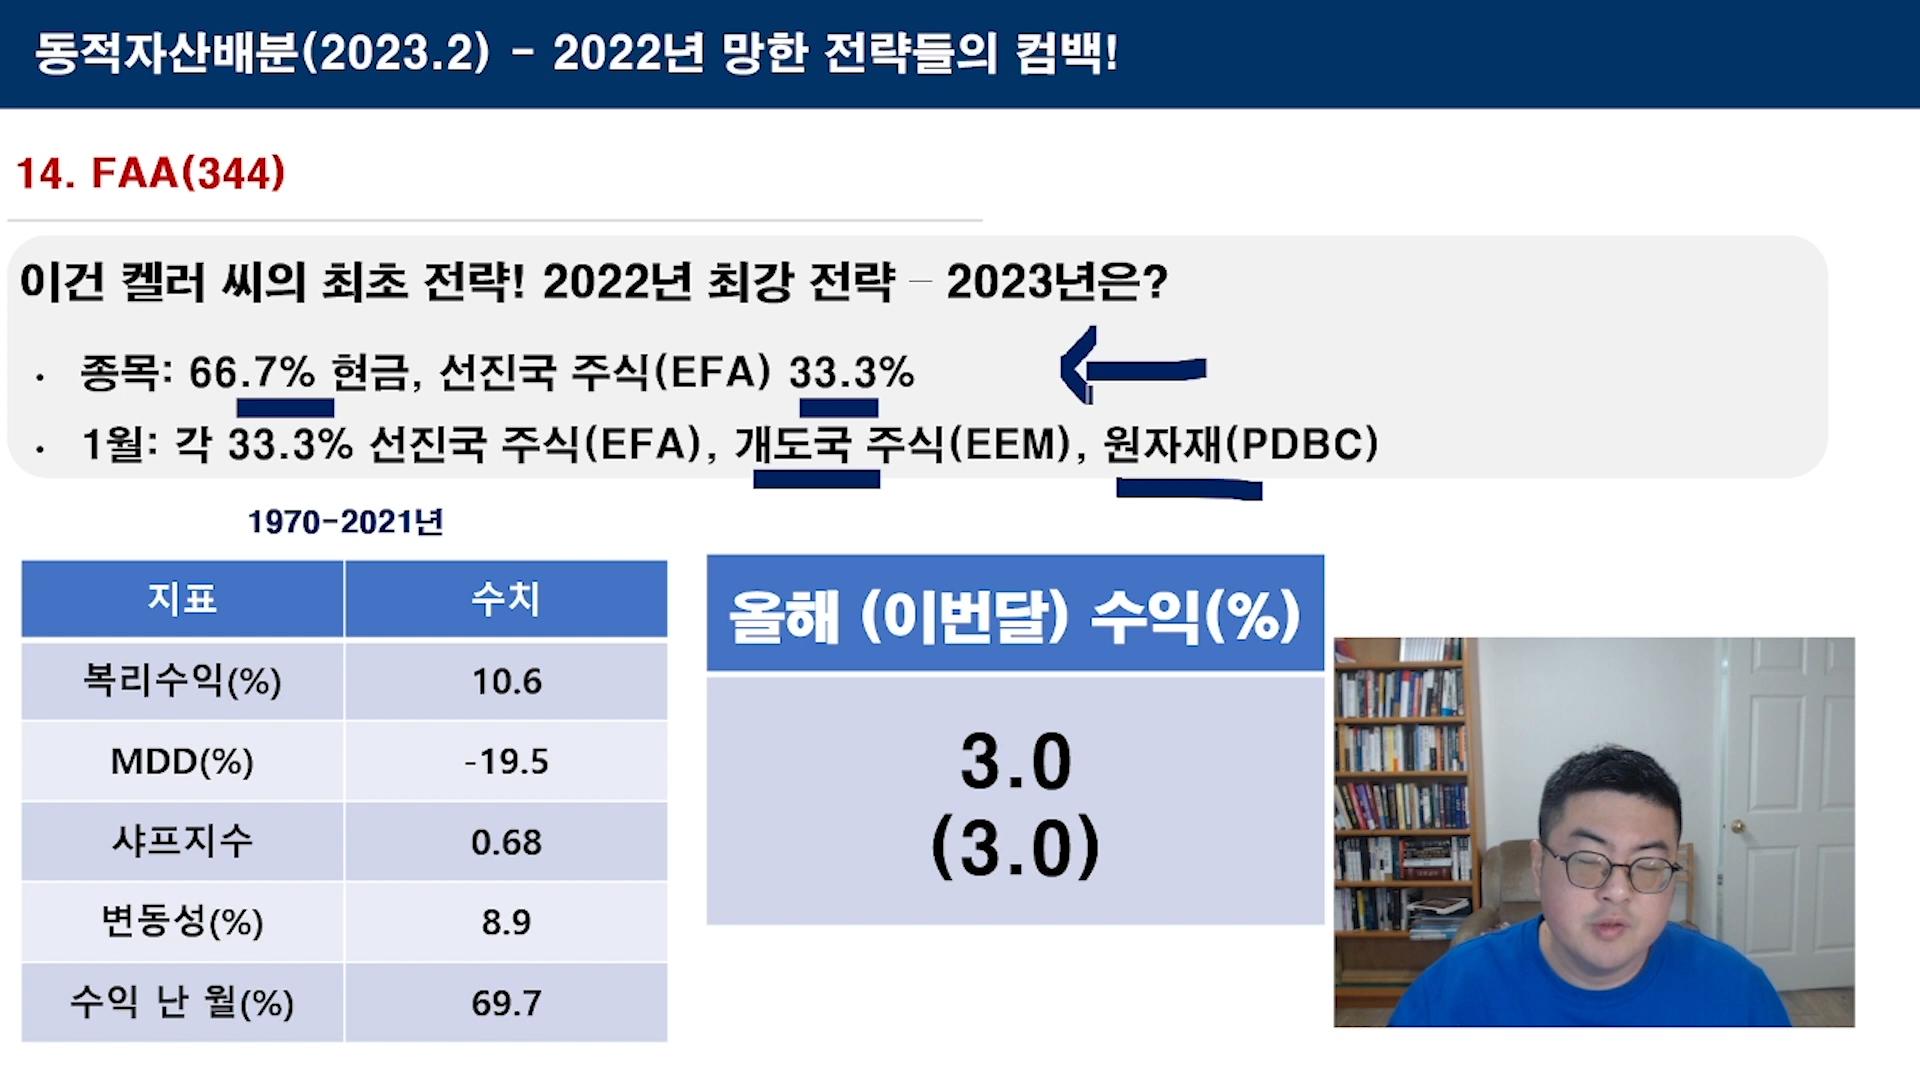 동적자산배분(2023.2) - 2022년 망한 전략들의 컴백!
14. FAA(344)
이건 켈러 씨의 최초 전략! 2022년 최강 전략 – 2023년은?
• 종목: 66.7% 현금, 선진국 주식(EFA) 33.3%
• 1월: 각 33.3% 선진국 주식(EFA), 개도국 주식(EEM), 원자재(PDBC)
1970-2021년
지표 수치
복리수익(%) 10.6
MDD(%) -19.5
샤프지수 0.68
변동성(%) 8.9
수익 난 월(%) 69.7
올해 (이번달) 수익(%)
3.0
(3.0)